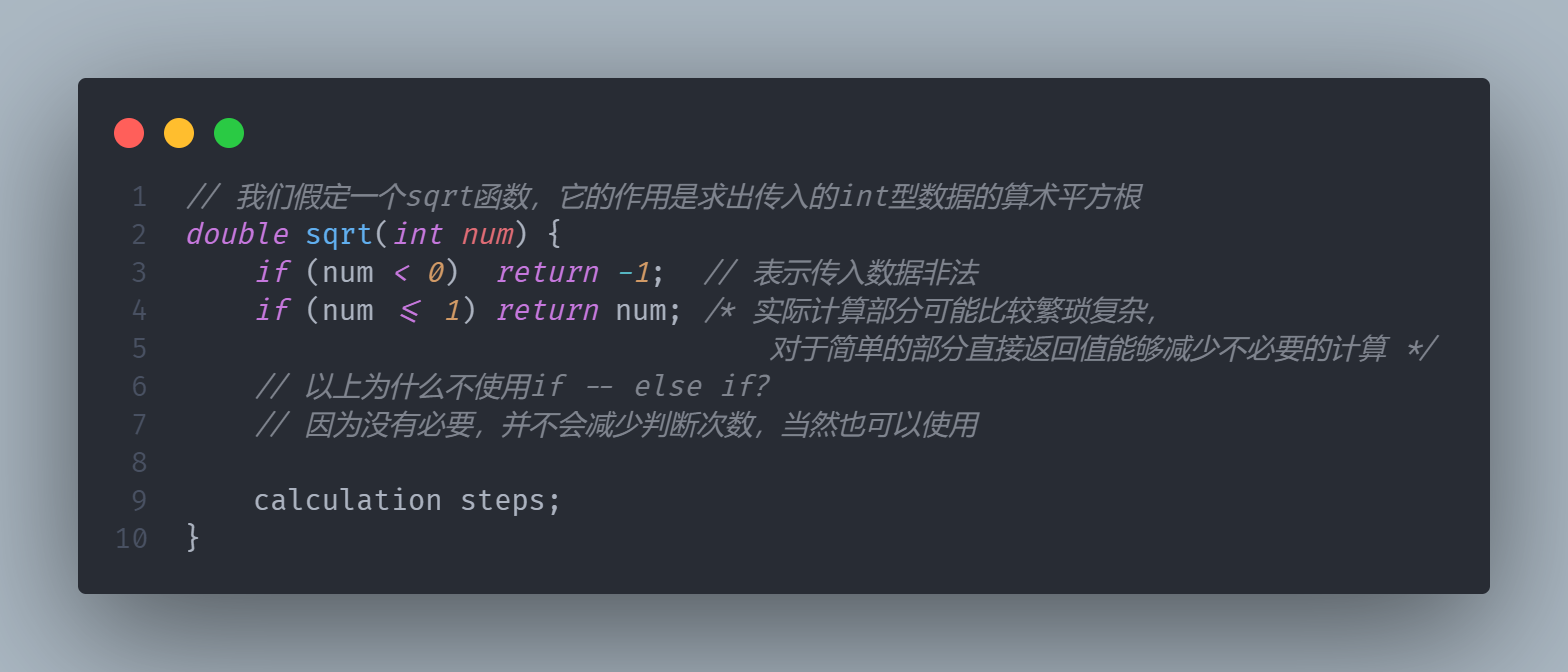 1 // 我们假定一个sqrt函数，它的作用是求出传入的int型数据的算术平方根
2 double sqrt(int num) {
3     if (num < 0)  return -1;  // 表示传入数据非法
4     if (num <= 1) return num; /* 实际计算部分可能比较繁琐复杂，
5                                   对于简单的部分直接返回值能够减少不必要的计算 */
6     // 以上为什么不使用if -- else if?
7     // 因为没有必要，并不会减少判断次数，当然也可以使用
8
9     calculation steps;
10 }